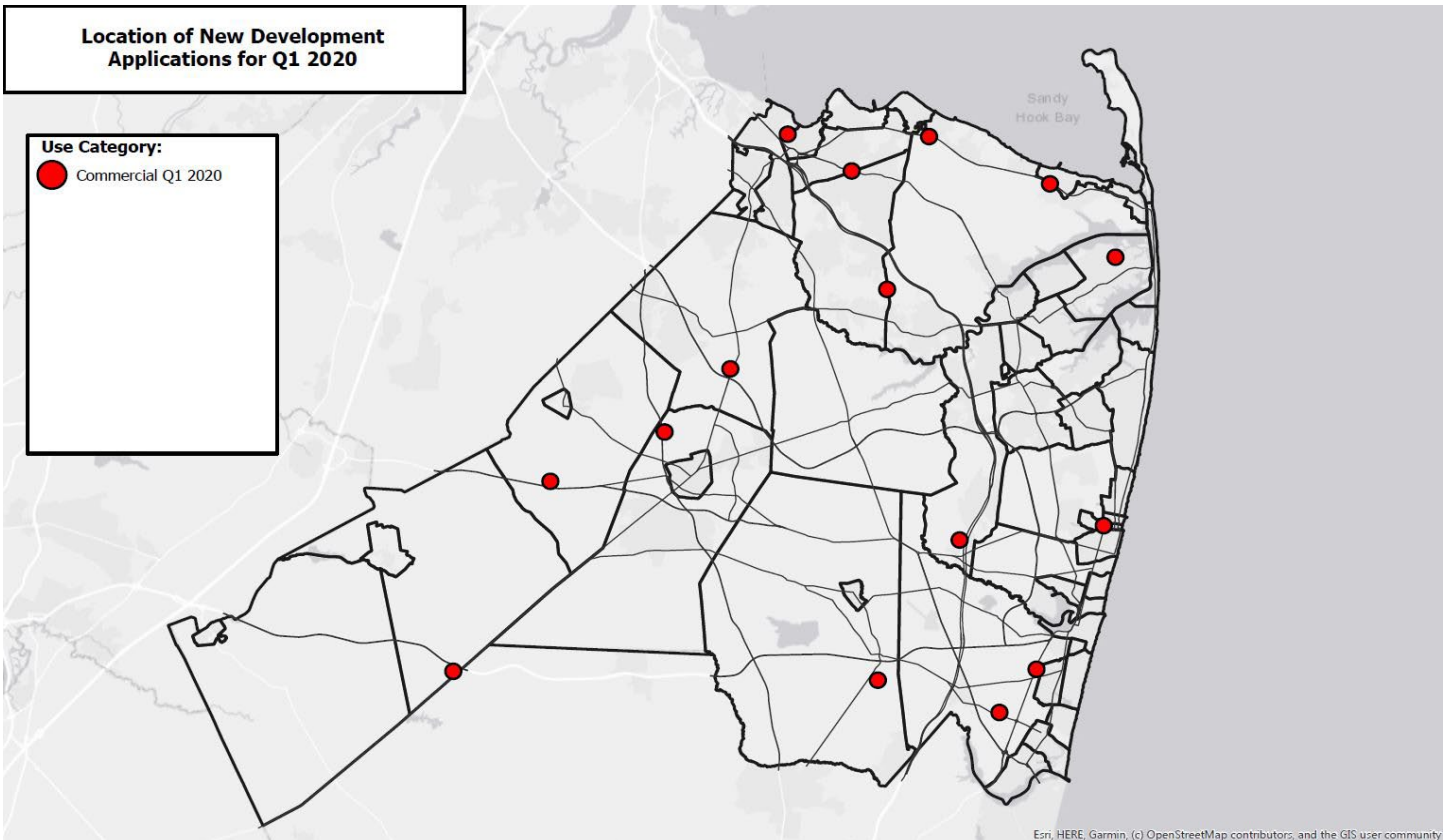 Location of New Development
Applications for Q1 2020
Use Category:
Commercial Q1 2020
Sandy
Hook Bay
Esri, HERE, Garmin, (c) OpenStreetMap contributors, and the GIS user community